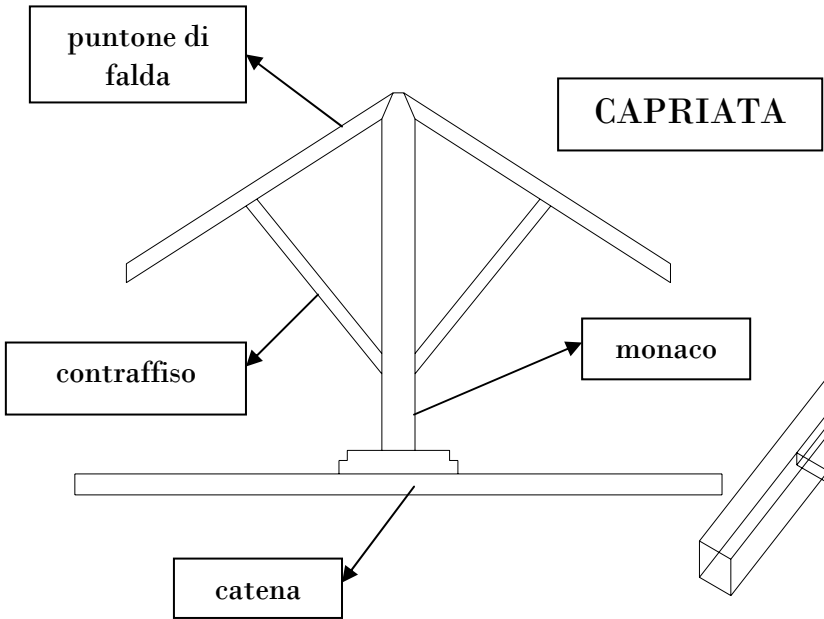 puntone di
falda
CAPRIATA
contraffiso
monaco
catena